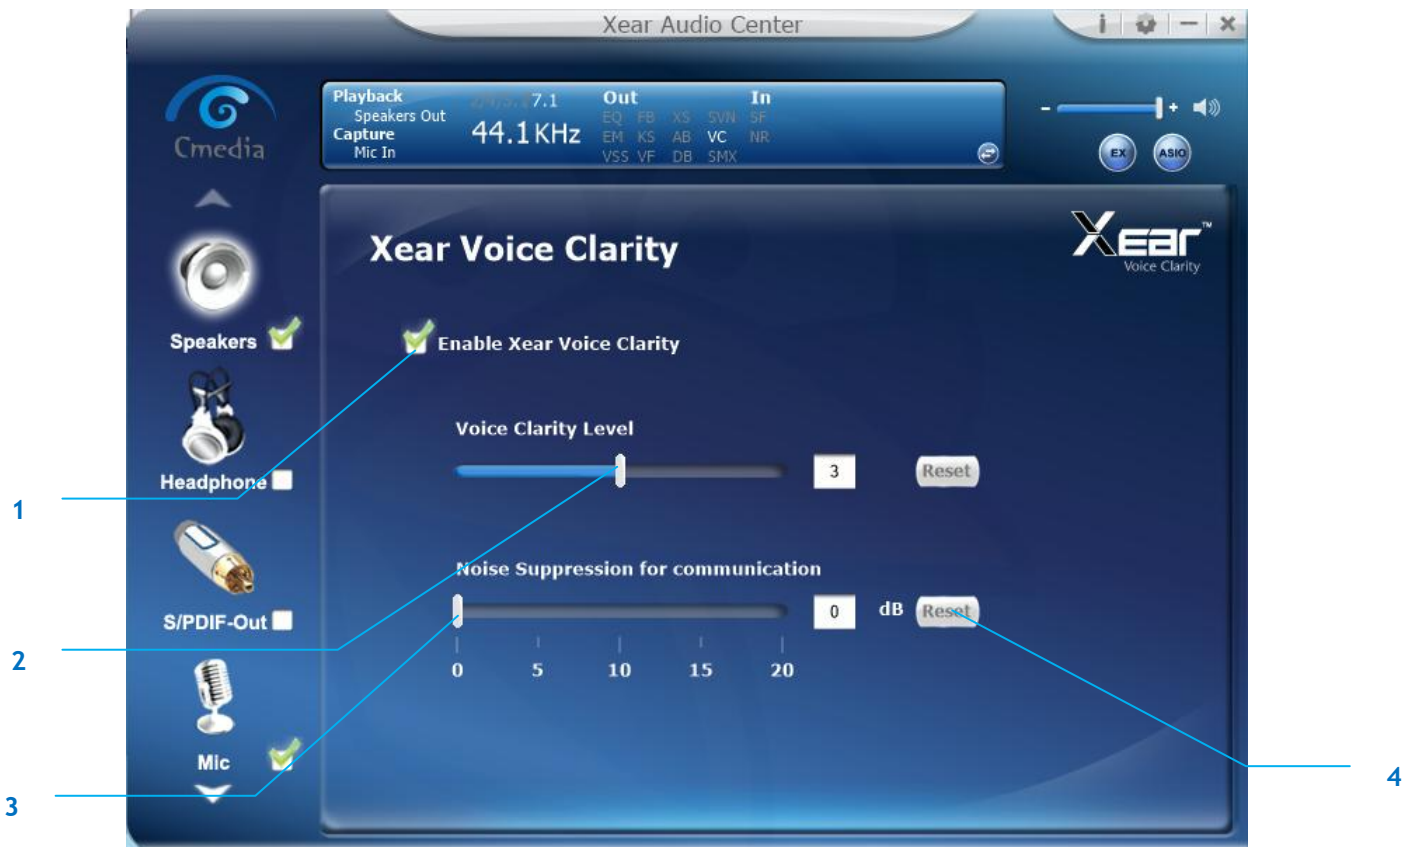 Xear Audio Center
i
Cmedia
Playback
Speakers Out
Capture
Mic In
7.1
44.1KHz
Out In
EQ FB XS SVN SF
EM KS AB VC NR
VSS VF DB SMX
- +
EX ASIO
Xear Voice Clarity
Xear™
Voice Clarity
Speakers
Headphone
S/PDIF-Out
Mic
Enable Xear Voice Clarity
Voice Clarity Level
3 Reset
Noise Suppression for communication
0 dB Reset
0 5 10 15 20
1
2
3
4